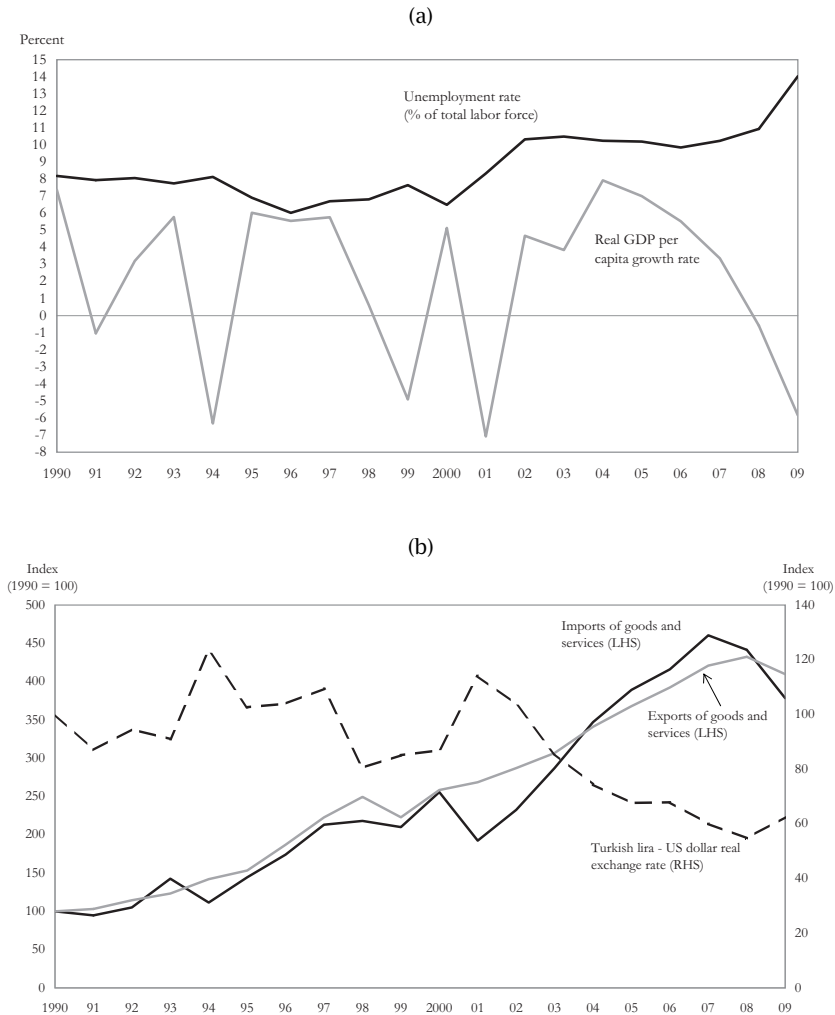 (a)
Percent
15
14
13
12
11
10
9
8
7
6
5
4
3
2
1
0
-1
-2
-3
-4
-5
-6
-7
-8
Unemployment rate
(% of total labor force)
Real GDP per
capita growth rate
1990 91 92 93 94 95 96 97 98 99 2000 01 02 03 04 05 06 07 08 09
(b)
Index
(1990 = 100)
Index
(1990 = 100)
500
450
400
350
300
250
200
150
100
50
0
140
120
100
80
60
40
20
0
Imports of goods and
services (LHS)
Exports of goods and
services (LHS)
Turkish lira - US dollar real
exchange rate (RHS)
1990 91 92 93 94 95 96 97 98 99 2000 01 02 03 04 05 06 07 08 09